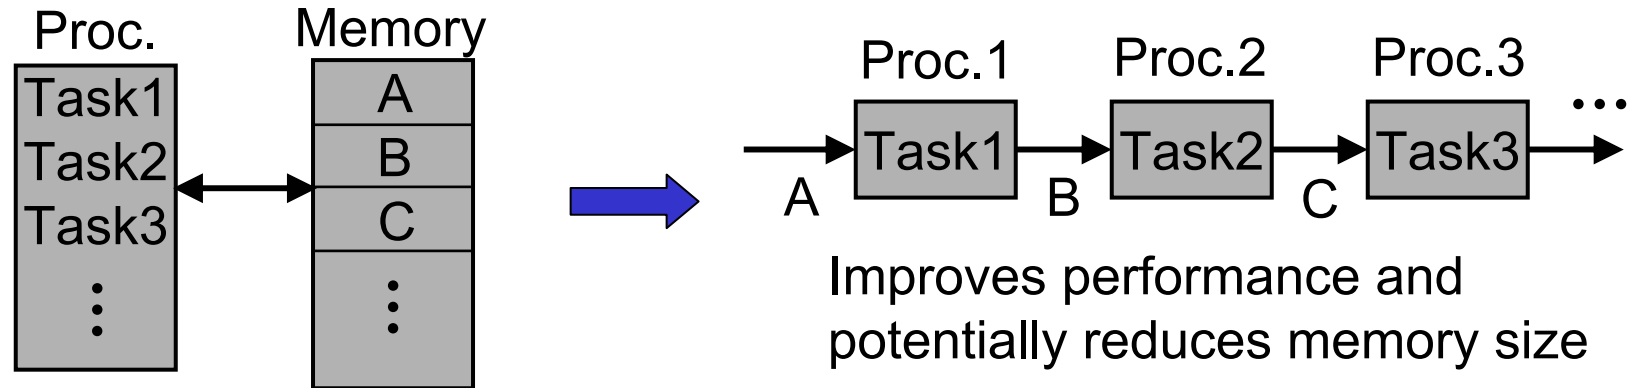 Proc.
Memory
Task1
Task2
Task3
A
B
C
Proc.1
Proc.2
Proc.3
...
Task1
Task2
Task3
A
B
C
Improves performance and
potentially reduces memory size